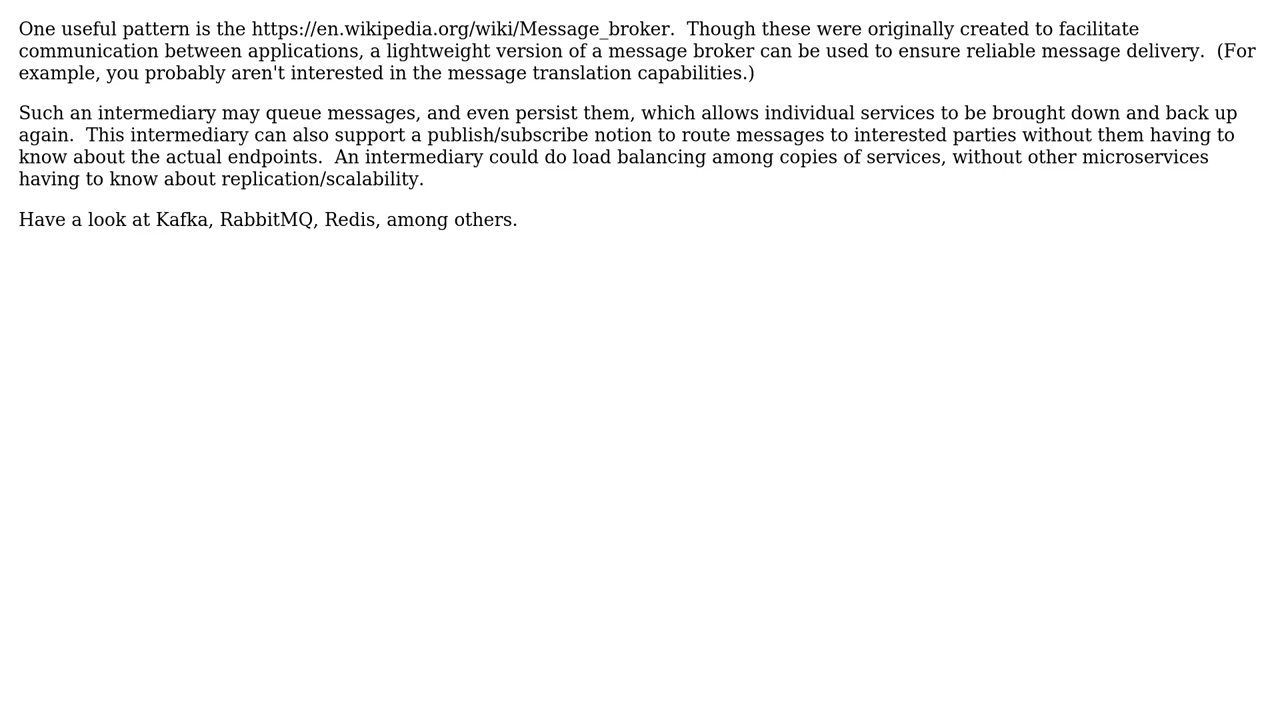 One useful pattern is the https://en.wikipedia.org/wiki/Message_broker.  Though these were originally created to facilitate
communication between applications, a lightweight version of a message broker can be used to ensure reliable message delivery.  (For
example, you probably aren't interested in the message translation capabilities.)
Such an intermediary may queue messages, and even persist them, which allows individual services to be brought down and back up
again.  This intermediary can also support a publish/subscribe notion to route messages to interested parties without them having to
know about the actual endpoints.  An intermediary could do load balancing among copies of services, without other microservices
having to know about replication/scalability.
Have a look at Kafka, RabbitMQ, Redis, among others.